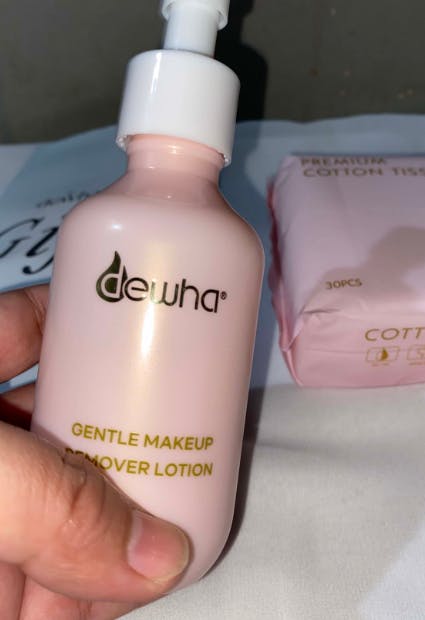 dewha®
GENTLE MAKEUP
REMOVER LOTION
PREMIUM
COTTON TISS
30PCS
COTT